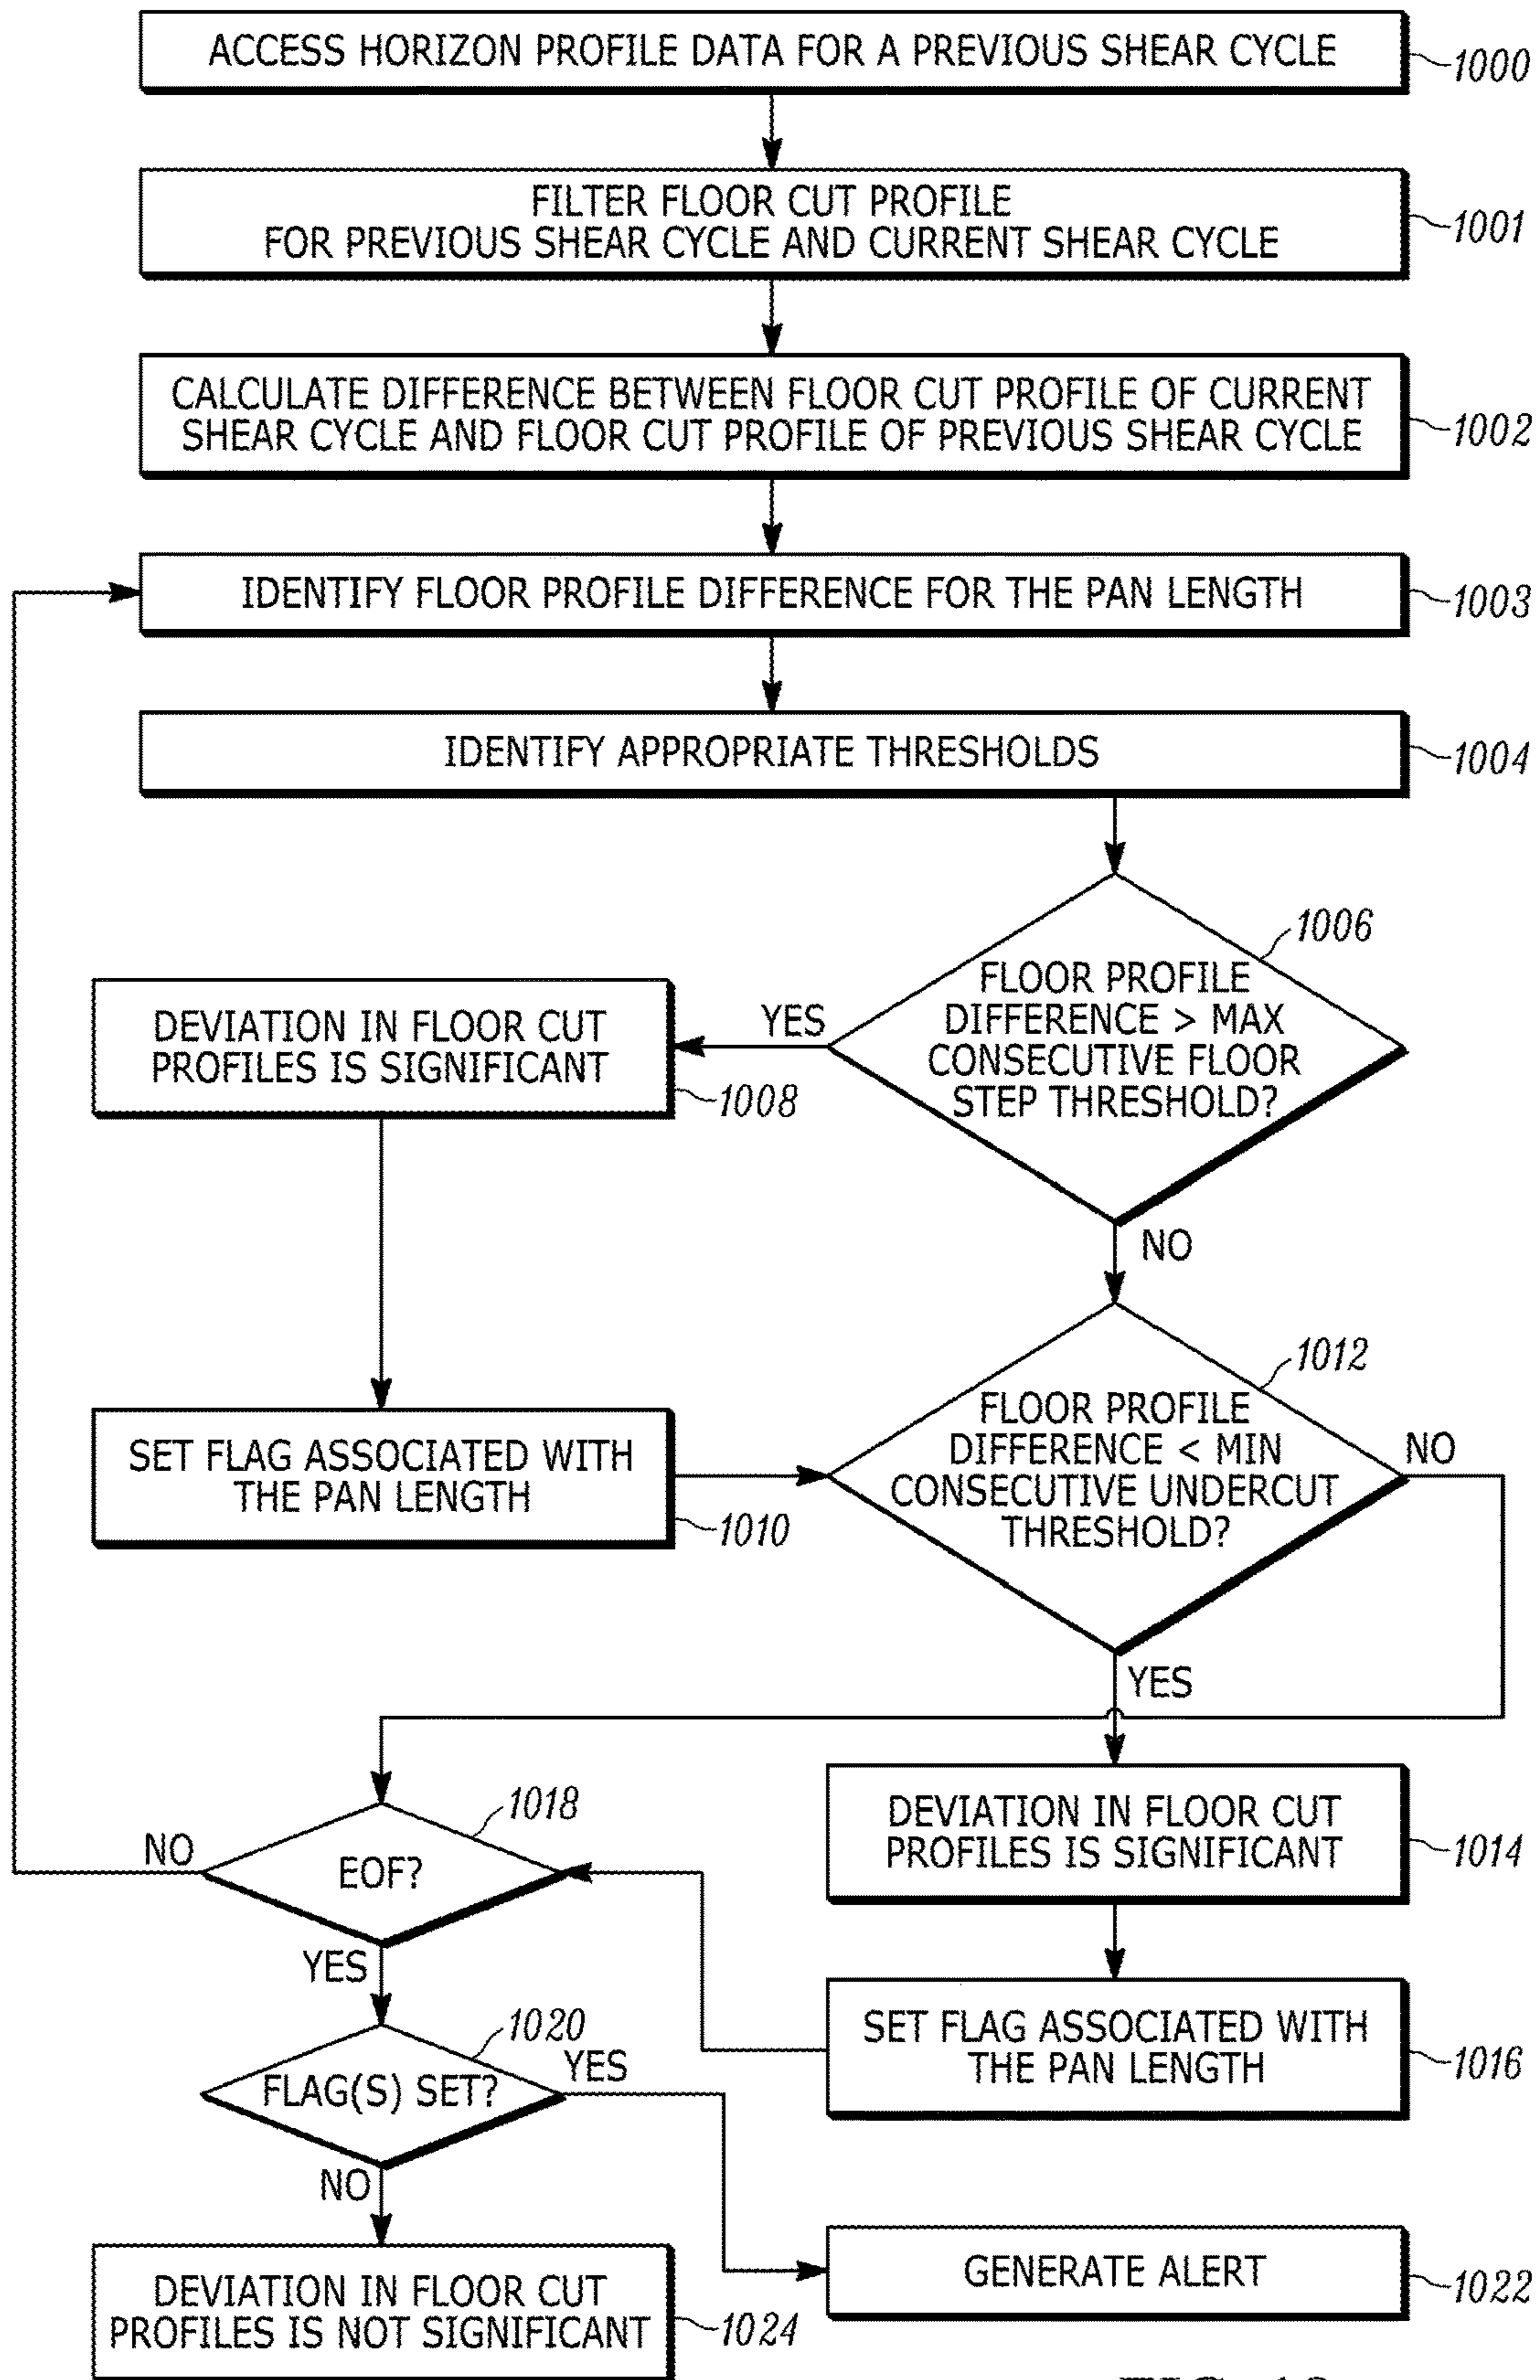 ACCESS HORIZON PROFILE DATA FOR A PREVIOUS SHEAR CYCLE
1000
FILTER FLOOR CUT PROFILE
FOR PREVIOUS SHEAR CYCLE AND CURRENT SHEAR CYCLE
1001
CALCULATE DIFFERENCE BETWEEN FLOOR CUT PROFILE OF CURRENT
SHEAR CYCLE AND FLOOR CUT PROFILE OF PREVIOUS SHEAR CYCLE
1002
IDENTIFY FLOOR PROFILE DIFFERENCE FOR THE PAN LENGTH
1003
IDENTIFY APPROPRIATE THRESHOLDS
1004
1006
FLOOR PROFILE
DIFFERENCE > MAX
CONSECUTIVE FLOOR
STEP THRESHOLD?
YES
DEVIATION IN FLOOR CUT
PROFILES IS SIGNIFICANT
1008
NO
SET FLAG ASSOCIATED WITH
THE PAN LENGTH
1010
1012
FLOOR PROFILE
DIFFERENCE < MIN
CONSECUTIVE UNDERCUT
THRESHOLD?
NO
YES
DEVIATION IN FLOOR CUT
PROFILES IS SIGNIFICANT
1014
SET FLAG ASSOCIATED WITH
THE PAN LENGTH
1016
1018
EOF?
NO
YES
1020
FLAG(S) SET?
YES
NO
GENERATE ALERT
1022
DEVIATION IN FLOOR CUT
PROFILES IS NOT SIGNIFICANT
1024